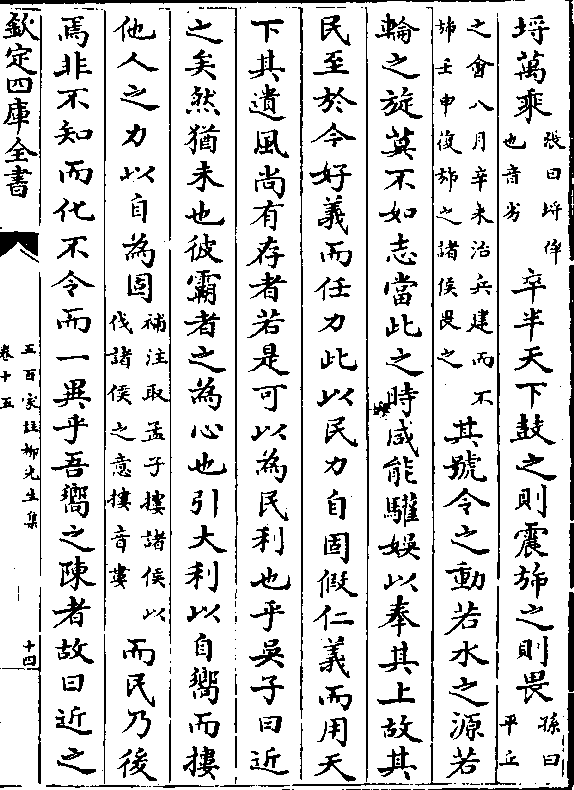 埒萬乘張曰埒侔也音劣卒半天下鼓之則震旆之則畏孫曰平丘
之會八月辛未治兵建而不旆壬申復旆之諸侯畏之其號令之動若水之源若
輪之旋莫不如志當此之時咸能驩娛以奉其上故其
民至於今好義而任力此以民力自固假仁義而用天
下其遺風尚有存者若是可以為民利也乎吳子曰近
之矣然猶未也彼霸者之為心也引大利以自嚮而摟
他人之力以自為固補注取孟子摟諸侯以伐諸侯之意摟音婁而民乃後
焉非不知而化不令而一異乎吾嚮之陳者故曰近之
欽定四庫全書
五百家註柳先生集
卷十五
十四